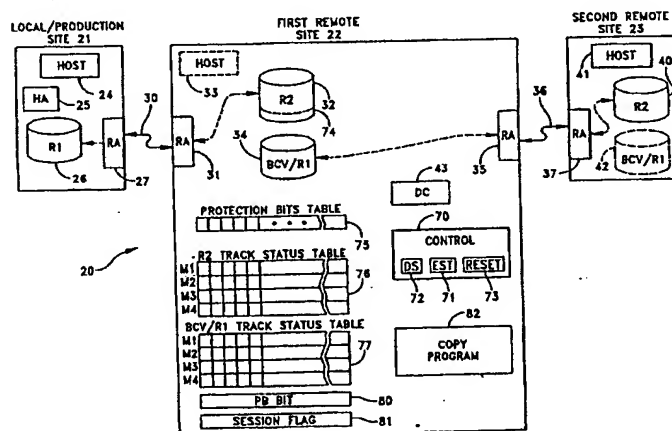 LOCAL/PRODUCTION
SITE 21
HOST
24
HA
25
R1
26
RA
27
30
20
FIRST REMOTE
SITE 22
HOST
33
R2
32
74
34
BCV/R1
RA
31
RA
35
43
DC
70
CONTROL
DS
EST
RESET
72
71
73
82
COPY
PROGRAM
PROTECTION BITS TABLE
75
R2 TRACK STATUS TABLE
M1
M2
M3
M4
76
BCV/R1 TRACK STATUS TABLE
M1
M2
M3
M4
77
PB BIT
80
SESSION FLAG
81
SECOND REMOTE
SITE 23
HOST
41
40
R2
36
RA
37
BCV/R1
42